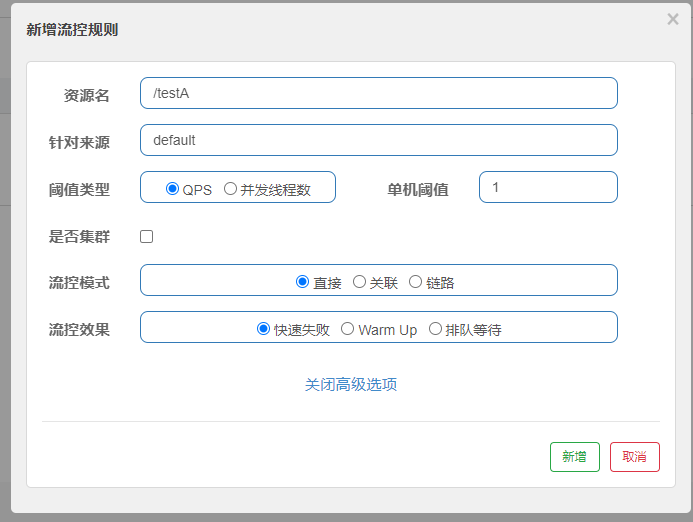 新增流控规则 ×
资源名 /testA
针对来源 default
阈值类型 QPS 并发线程数 单机阈值 1
是否集群
流控模式 直接 关联 链路
流控效果 快速失败 Warm Up 排队等待
关闭高级选项
新增 取消